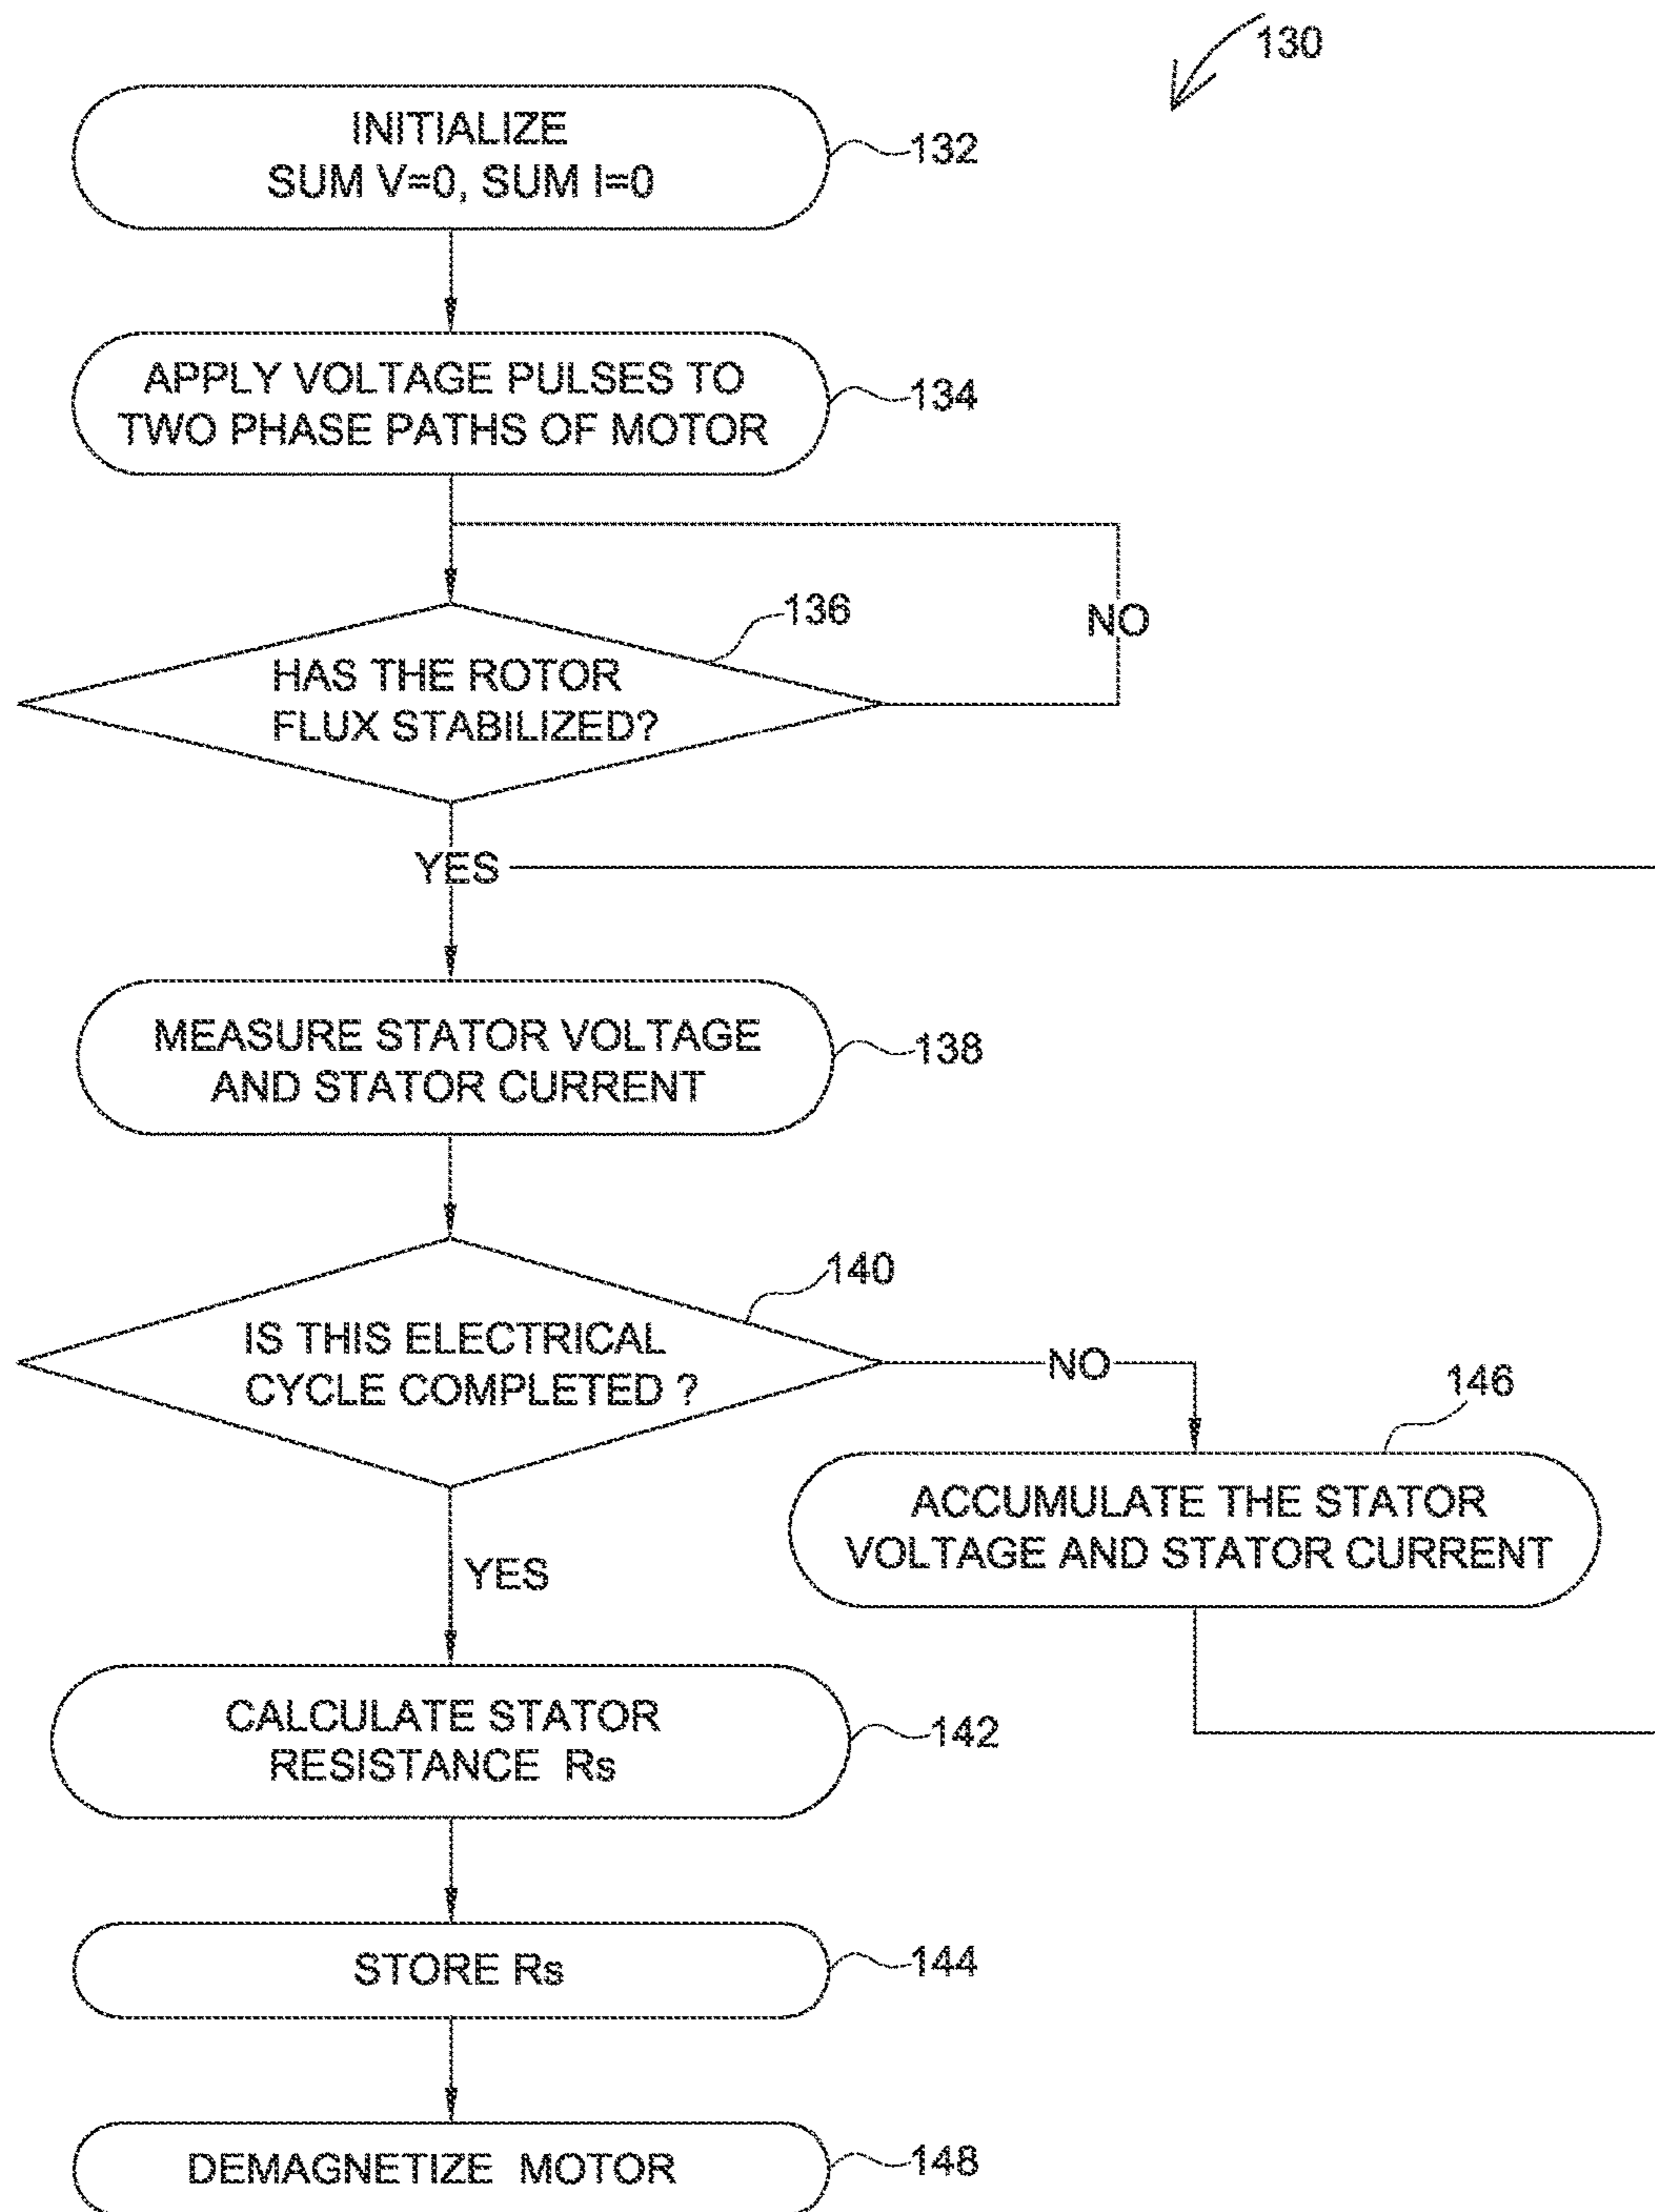 130
INITIALIZE
SUM V=0, SUM I=0
132
APPLY VOLTAGE PULSES TO
TWO PHASE PATHS OF MOTOR
134
136
NO
HAS THE ROTOR
FLUX STABILIZED?
YES
MEASURE STATOR VOLTAGE
AND STATOR CURRENT
138
140
IS THIS ELECTRICAL
CYCLE COMPLETED ?
NO
146
ACCUMULATE THE STATOR
VOLTAGE AND STATOR CURRENT
YES
CALCULATE STATOR
RESISTANCE Rs
142
STORE Rs
144
DEMAGNETIZE MOTOR
148